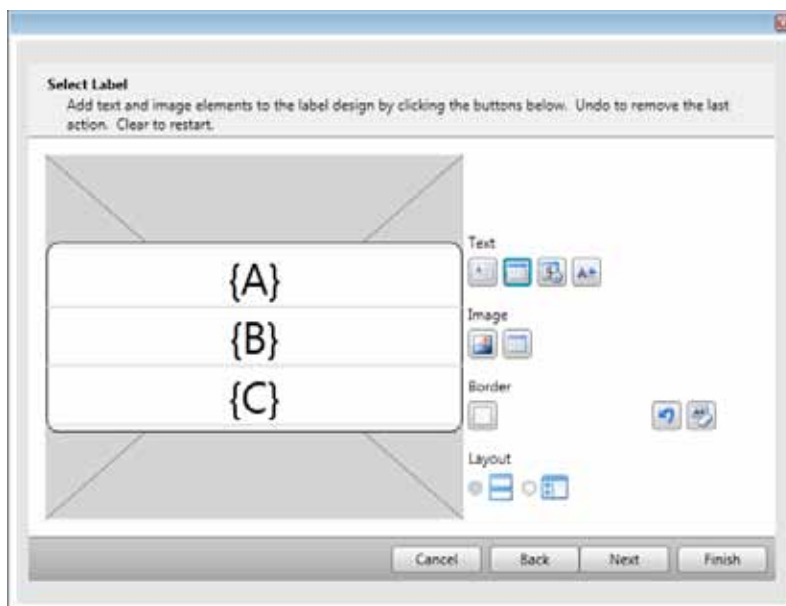 Select Label
Add text and image elements to the label design by clicking the buttons below. Undo to remove the last
action. Clear to restart.
{A}
{B}
{C}
Text
Image
Border
Layout
Cancel
Back
Next
Finish